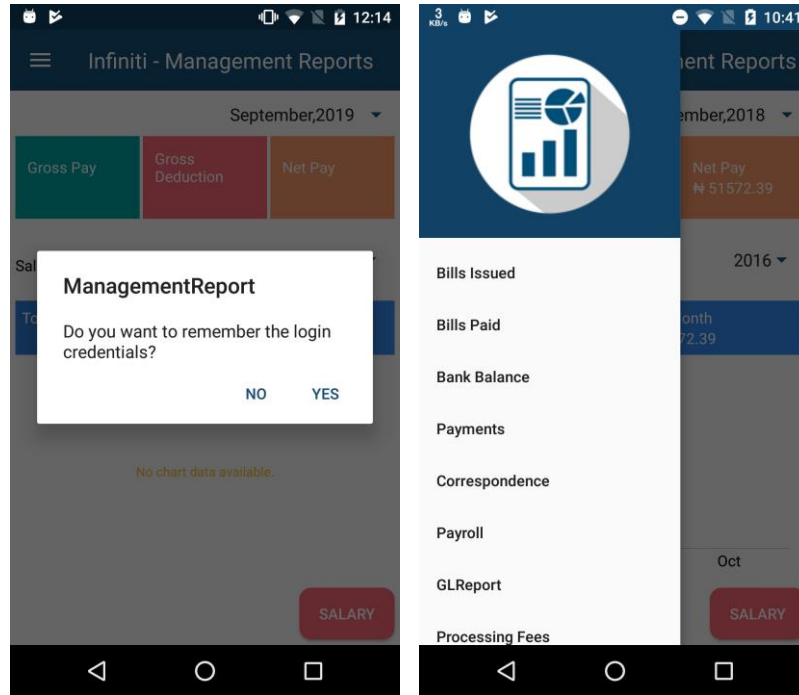 12:14
Infiniti - Management Reports
September,2019
Gross Pay
Gross
Deduction
Net Pay
Sal
To
ManagementReport
Do you want to remember the login
credentials?
NO YES
No chart data available.
SALARY
3
KB/s
10:41
ent Reports
ember,2018
Net Pay
₦ 51572.39
2016
onth
72.39
Bills Issued
Bills Paid
Bank Balance
Payments
Correspondence
Payroll
GLReport
Processing Fees
Oct
SALARY